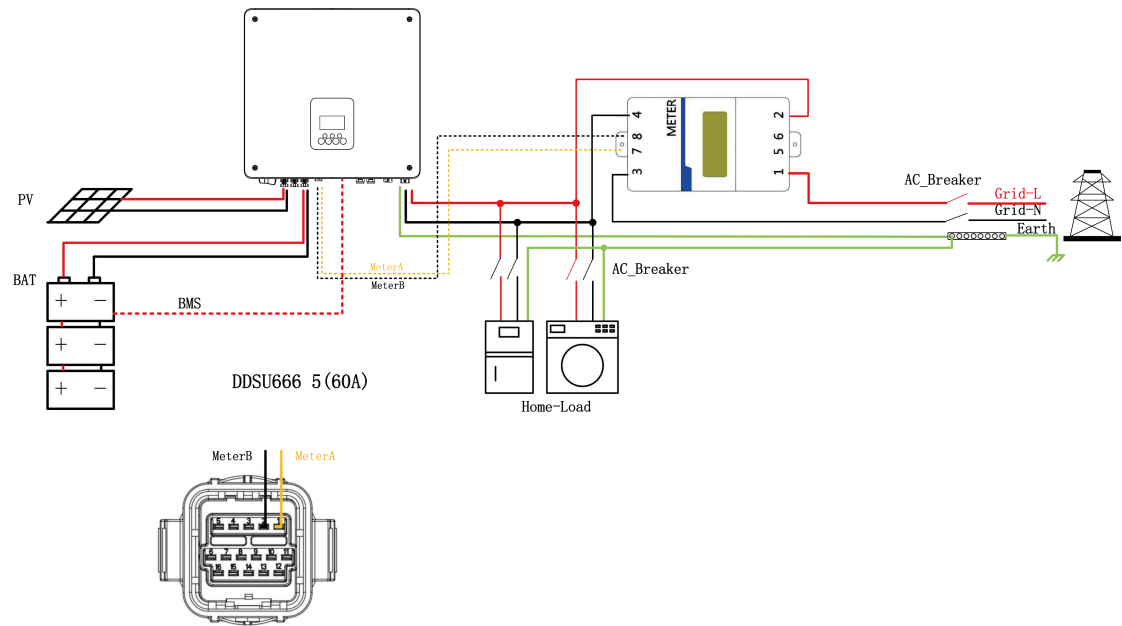 METER
4
8
7
3
2
6
5
1
AC_Breaker
Grid-L
Grid-N
Earth
PV
MeterA
MeterB
AC_Breaker
BAT
+ −
BMS
+ −
+ −
DDSU666 5(60A)
Home-Load
MeterB MeterA
5 4 3 2 1
6 7 8 9 10 11
16 15 14 13 12